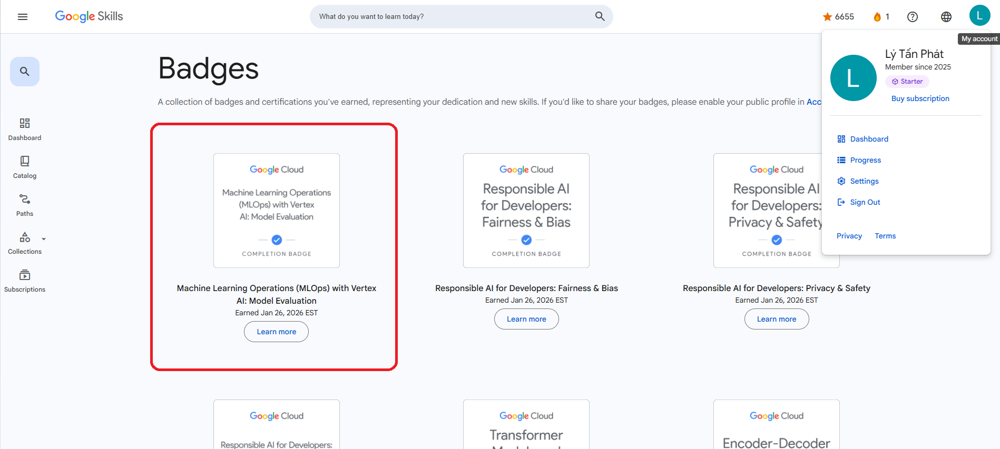 Google Skills
What do you want to learn today?
6655
1
L
My account
Lý Tấn Phát
Member since 2025
Starter
Buy subscription
L
Dashboard
Progress
Settings
Sign Out
Privacy
Terms
Dashboard
Catalog
Paths
Collections
Subscriptions
Badges
A collection of badges and certifications you've earned, representing your dedication and new skills. If you'd like to share your badges, please enable your public profile in Acc
Google Cloud
Machine Learning Operations
(MLOps) with Vertex
AI: Model Evaluation
COMPLETION BADGE
Machine Learning Operations (MLOps) with Vertex
AI: Model Evaluation
Earned Jan 26, 2026 EST
Learn more
Google Cloud
Responsible AI
for Developers:
Fairness & Bias
COMPLETION BADGE
Responsible AI for Developers: Fairness & Bias
Earned Jan 26, 2026 EST
Learn more
Google Cloud
Responsible AI
for Developers:
Privacy & Safety
COMPLETION BADGE
Responsible AI for Developers: Privacy & Safety
Earned Jan 26, 2026 EST
Learn more
Google Cloud
Responsible AI for Developers:
Google Cloud
Transformer
Google Cloud
Encoder-Decoder